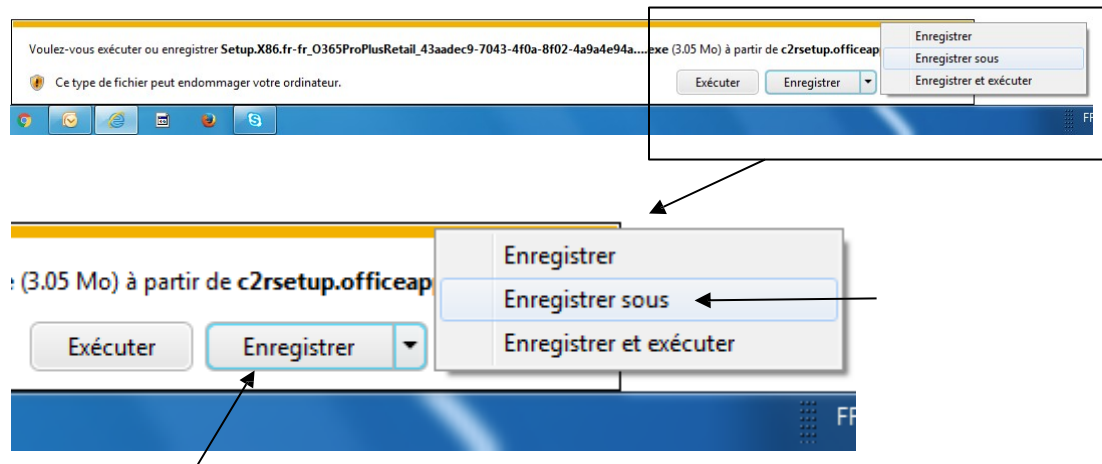 Voulez-vous exécuter ou enregistrer Setup.X86.fr-fr_O365ProPlusRetail_43aadec9-7043-4f0a-8f02-4a9a4e94a....exe (3.05 Mo) à partir de c2rsetup.officeap
Ce type de fichier peut endommager votre ordinateur.
Exécuter
Enregistrer
Enregistrer
Enregistrer sous
Enregistrer et exécuter
(3.05 Mo) à partir de c2rsetup.officeap
Exécuter
Enregistrer
Enregistrer
Enregistrer sous
Enregistrer et exécuter